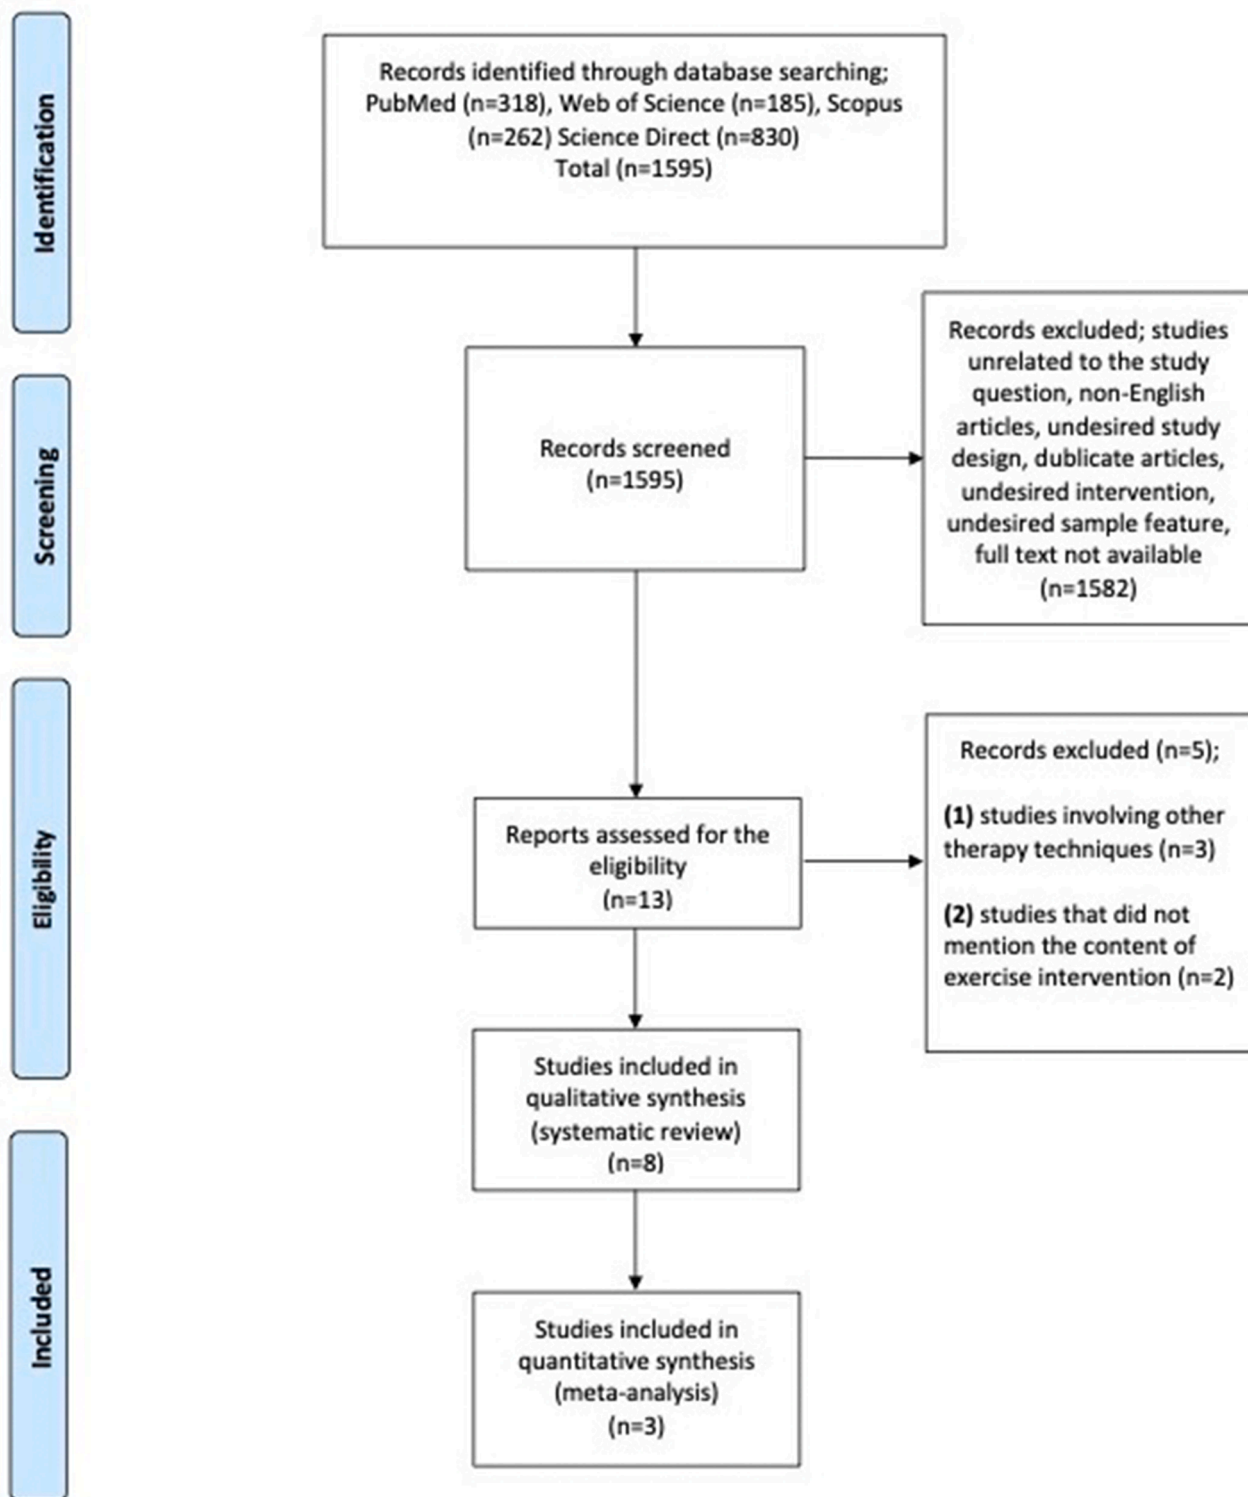 Identification
Records identified through database searching;
PubMed (n=318), Web of Science (n=185), Scopus
(n=262) Science Direct (n=830)
Total (n=1595)
Screening
Records screened
(n=1595)
Records excluded; studies
unrelated to the study
question, non-English
articles, undesired study
design, dublicate articles,
undesired intervention,
undesired sample feature,
full text not available
(n=1582)
Eligibility
Reports assessed for the
eligibility
(n=13)
Records excluded (n=5);
(1) studies involving other
therapy techniques (n=3)
(2) studies that did not
mention the content of
exercise intervention (n=2)
Studies included in
qualitative synthesis
(systematic review)
(n=8)
Included
Studies included in
quantitative synthesis
(meta-analysis)
(n=3)